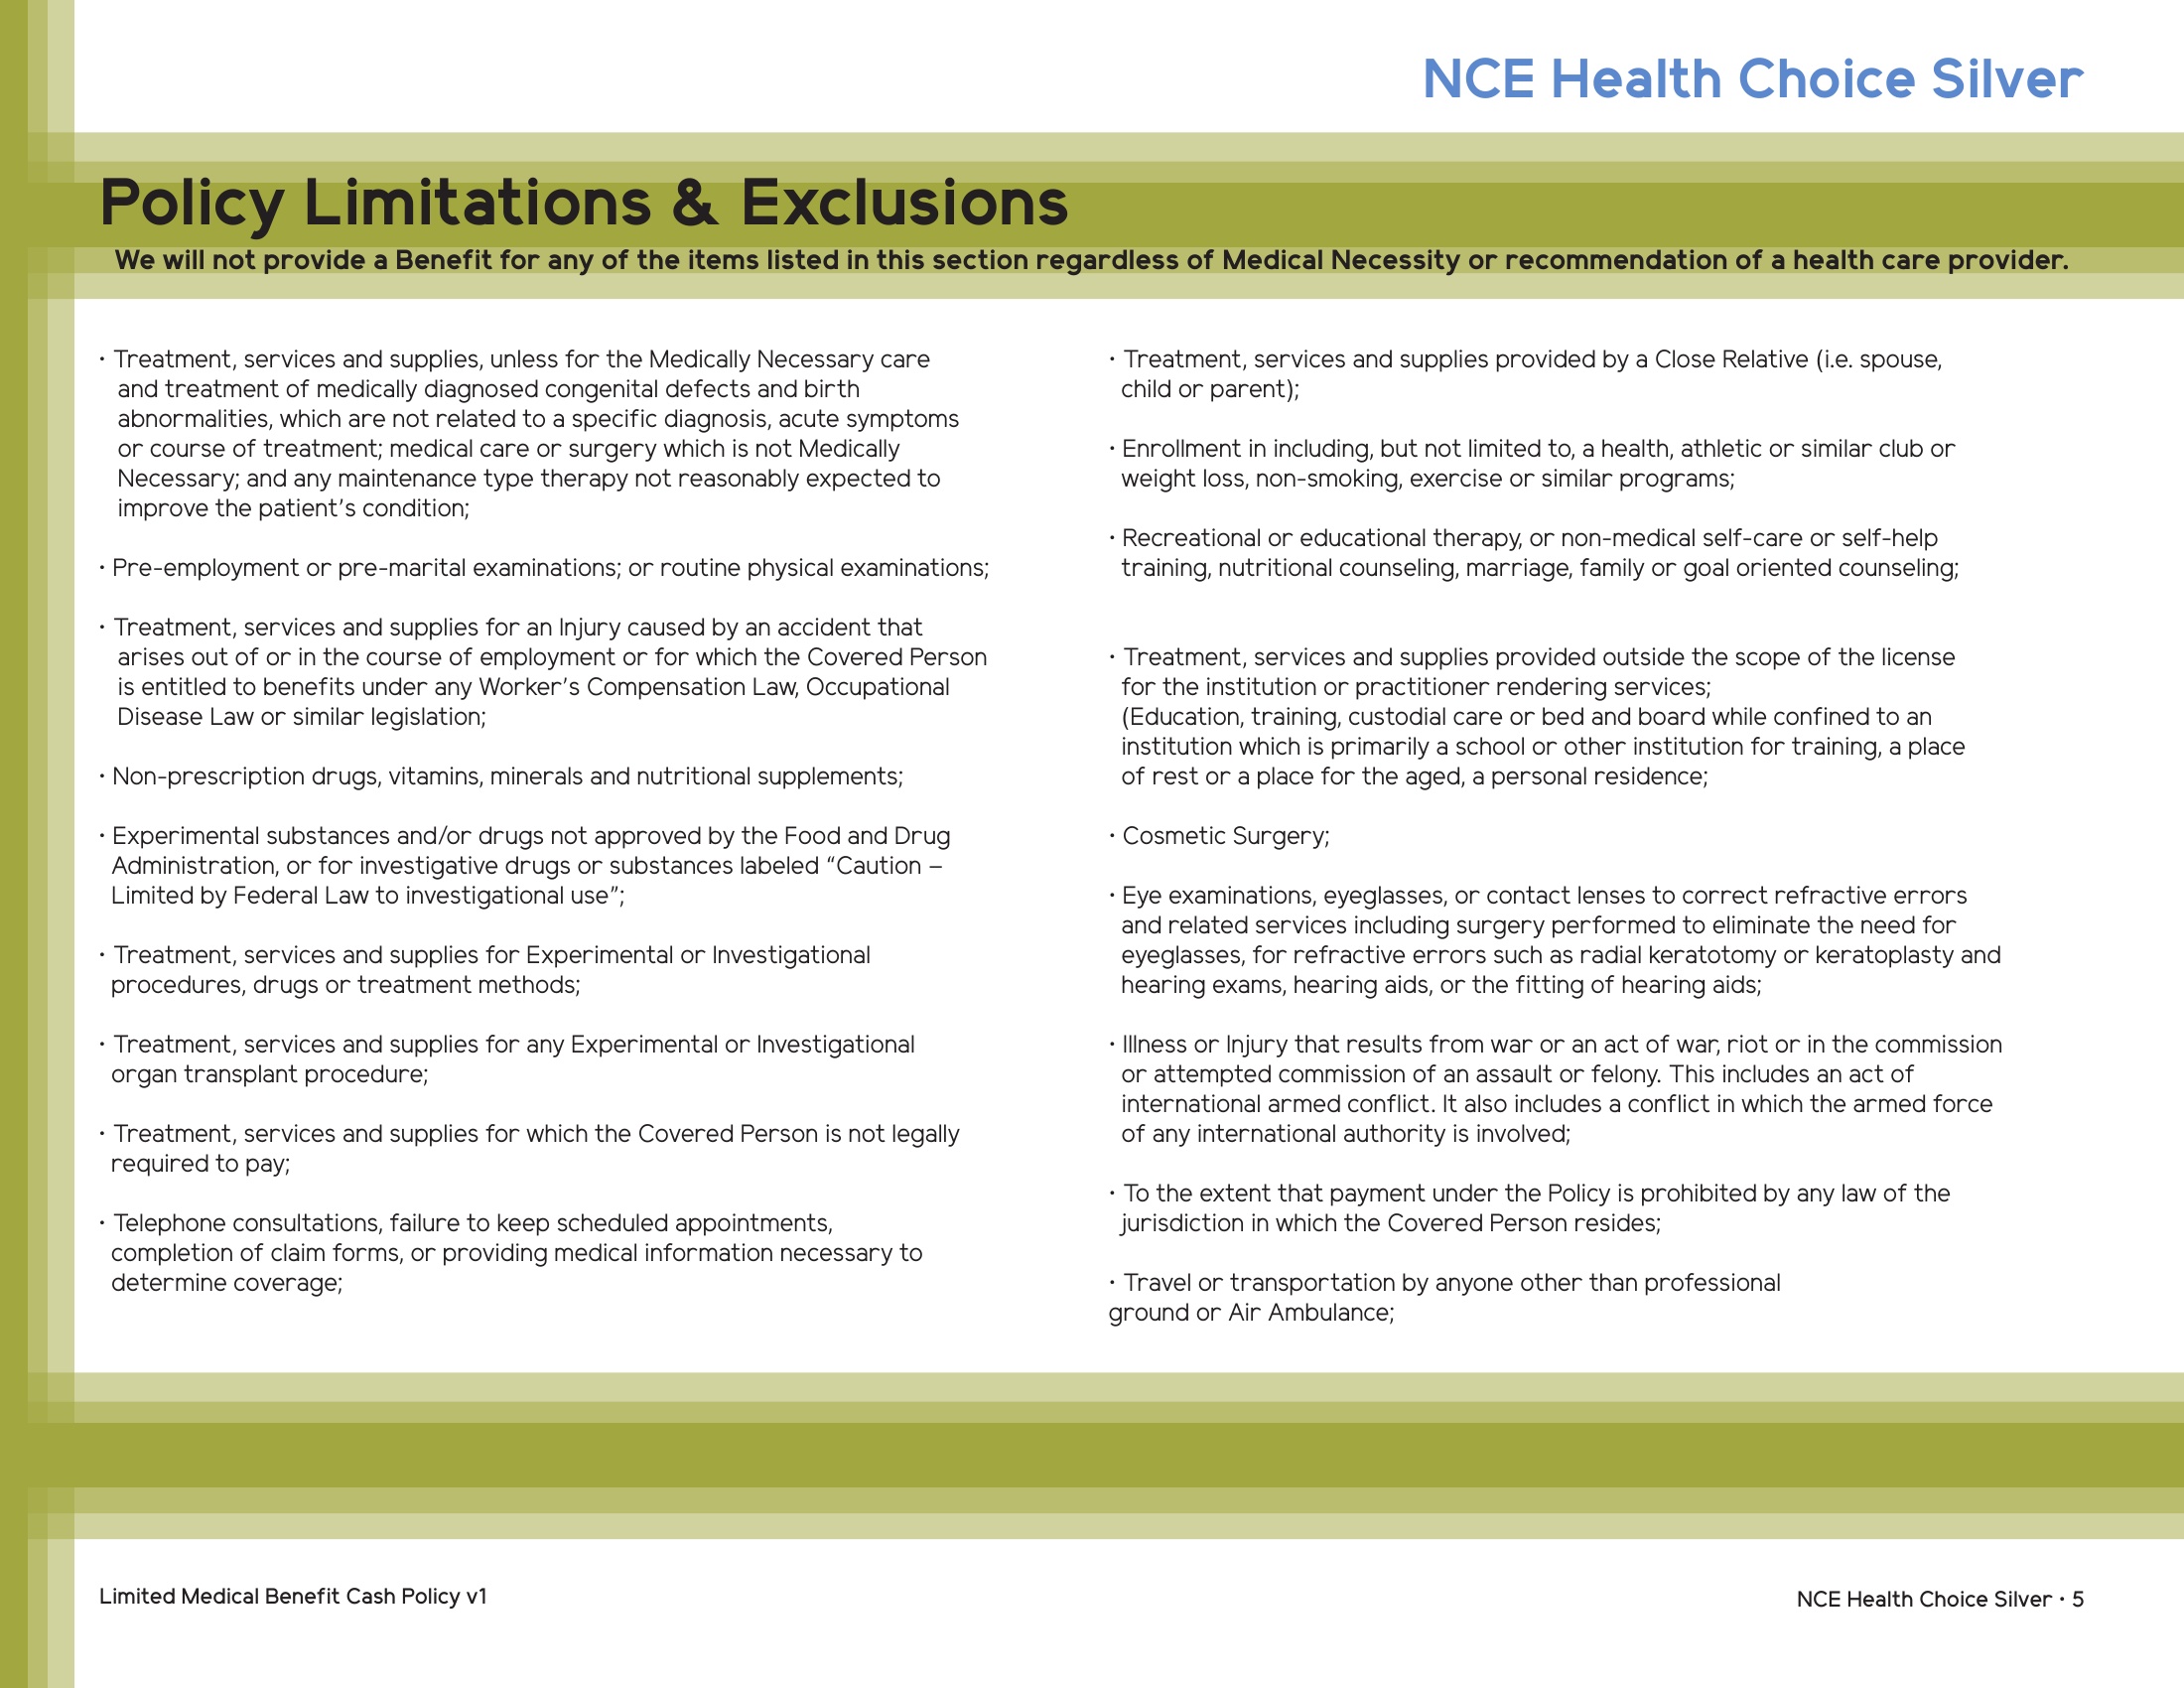 NCE Health Choice Silver
Policy Limitations & Exclusions
We will not provide a Benefit for any of the items listed in this section regardless of Medical Necessity or recommendation of a health care provider.
· Treatment, services and supplies, unless for the Medically Necessary care
and treatment of medically diagnosed congenital defects and birth
abnormalities, which are not related to a specific diagnosis, acute symptoms
or course of treatment; medical care or surgery which is not Medically
Necessary; and any maintenance type therapy not reasonably expected to
improve the patient's condition;
· Pre-employment or pre-marital examinations; or routine physical examinations;
· Treatment, services and supplies for an Injury caused by an accident that
arises out of or in the course of employment or for which the Covered Person
is entitled to benefits under any Worker's Compensation Law, Occupational
Disease Law or similar legislation;
· Non-prescription drugs, vitamins, minerals and nutritional supplements;
· Experimental substances and/or drugs not approved by the Food and Drug
Administration, or for investigative drugs or substances labeled “Caution –
Limited by Federal Law to investigational use”;
· Treatment, services and supplies for Experimental or Investigational
procedures, drugs or treatment methods;
· Treatment, services and supplies for any Experimental or Investigational
organ transplant procedure;
· Treatment, services and supplies for which the Covered Person is not legally
required to pay;
· Telephone consultations, failure to keep scheduled appointments,
completion of claim forms, or providing medical information necessary to
determine coverage;
· Treatment, services and supplies provided by a Close Relative (i.e. spouse,
child or parent);
· Enrollment in including, but not limited to, a health, athletic or similar club or
weight loss, non-smoking, exercise or similar programs;
· Recreational or educational therapy, or non-medical self-care or self-help
training, nutritional counseling, marriage, family or goal oriented counseling;
· Treatment, services and supplies provided outside the scope of the license
for the institution or practitioner rendering services;
(Education, training, custodial care or bed and board while confined to an
institution which is primarily a school or other institution for training, a place
of rest or a place for the aged, a personal residence;
· Cosmetic Surgery;
· Eye examinations, eyeglasses, or contact lenses to correct refractive errors
and related services including surgery performed to eliminate the need for
eyeglasses, for refractive errors such as radial keratotomy or keratoplasty and
hearing exams, hearing aids, or the fitting of hearing aids;
· Illness or Injury that results from war or an act of war, riot or in the commission
or attempted commission of an assault or felony. This includes an act of
international armed conflict. It also includes a conflict in which the armed force
of any international authority is involved;
· To the extent that payment under the Policy is prohibited by any law of the
jurisdiction in which the Covered Person resides;
· Travel or transportation by anyone other than professional
ground or Air Ambulance;
Limited Medical Benefit Cash Policy v1
NCE Health Choice Silver · 5